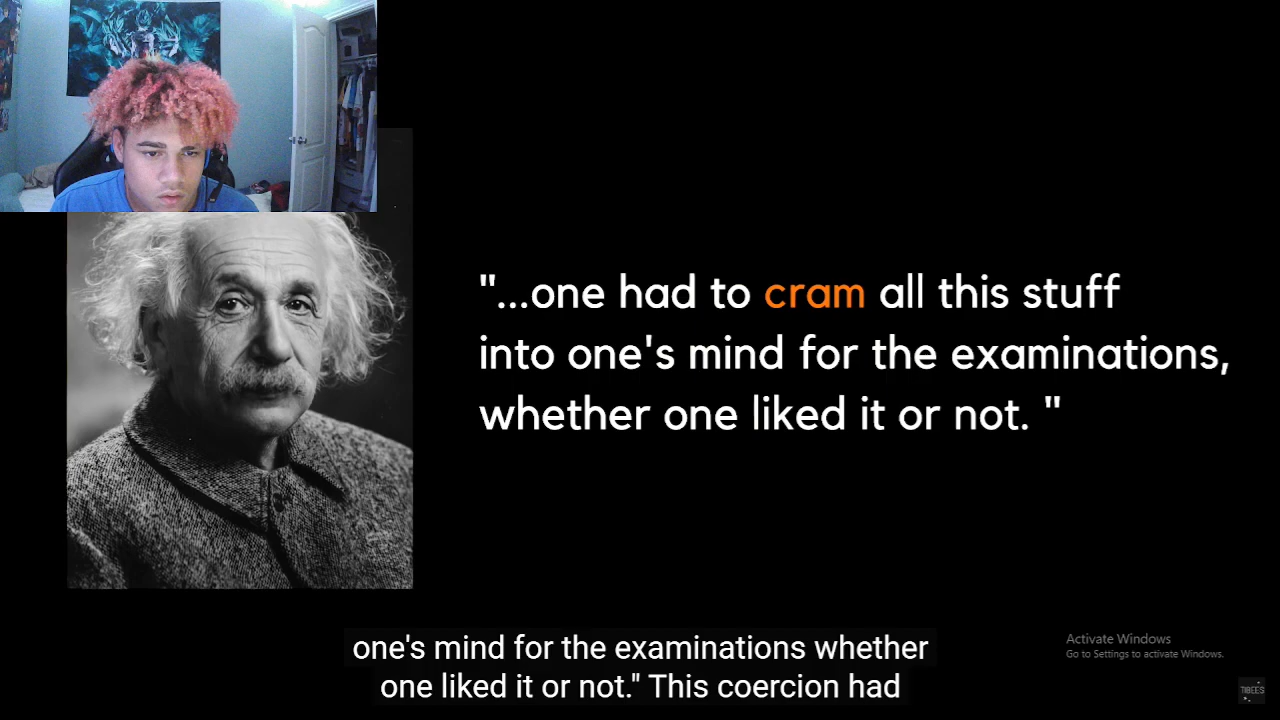 "...one had to cram all this stuff
into one's mind for the examinations,
whether one liked it or not. "
one's mind for the examinations whether
one liked it or not." This coercion had
Activate Windows
Go to Settings to activate Windows.
TIBEES